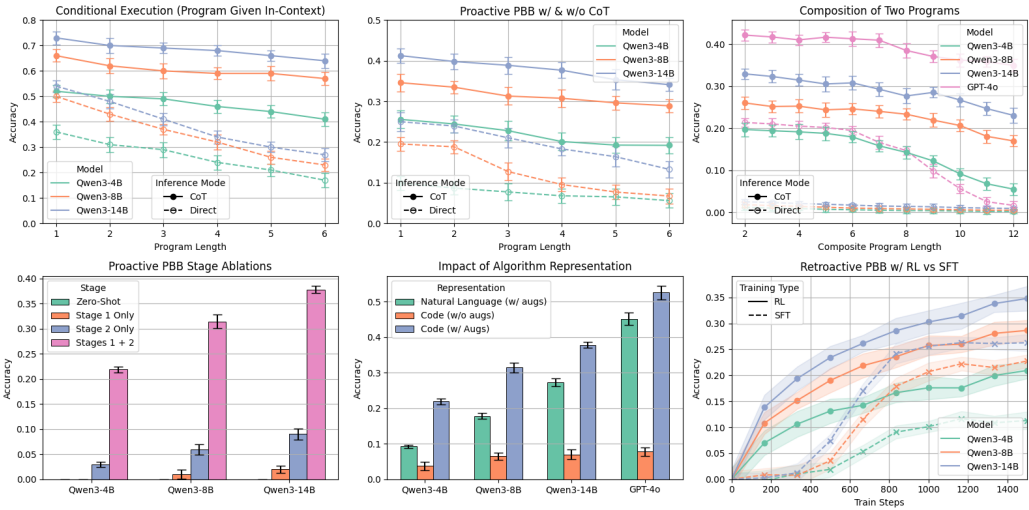 Conditional Execution (Program Given In-Context)
Accuracy
0.8
0.7
0.6
0.5
0.4
0.3
0.2
0.1
0.0
Model
Qwen3-4B
Qwen3-8B
Qwen3-14B
Inference Mode
CoT
Direct
1 2 3 4 5 6
Program Length
Proactive PBB w/ & w/o CoT
Accuracy
0.5
0.4
0.3
0.2
0.1
0.0
Model
Qwen3-4B
Qwen3-8B
Qwen3-14B
Inference Mode
CoT
Direct
1 2 3 4 5 6
Program Length
Composition of Two Programs
Accuracy
0.40
0.30
0.20
0.10
0.00
Model
Qwen3-4B
Qwen3-8B
Qwen3-14B
GPT-4o
Inference Mode
CoT
Direct
2 4 6 8 10 12
Composite Program Length
Proactive PBB Stage Ablations
Accuracy
0.40
0.35
0.30
0.25
0.20
0.15
0.10
0.05
0.00
Stage
Zero-Shot
Stage 1 Only
Stage 2 Only
Stages 1 + 2
Qwen3-4B Qwen3-8B Qwen3-14B
Impact of Algorithm Representation
Accuracy
0.5
0.4
0.3
0.2
0.1
0.0
Representation
Natural Language (w/ augs)
Code (w/o augs)
Code (w/ Augs)
Qwen3-4B Qwen3-8B Qwen3-14B GPT-4o
Retroactive PBB w/ RL vs SFT
Accuracy
0.35
0.30
0.25
0.20
0.15
0.10
0.05
0.00
Training Type
RL
SFT
Model
Qwen3-4B
Qwen3-8B
Qwen3-14B
0 200 400 600 800 1000 1200 1400
Train Steps